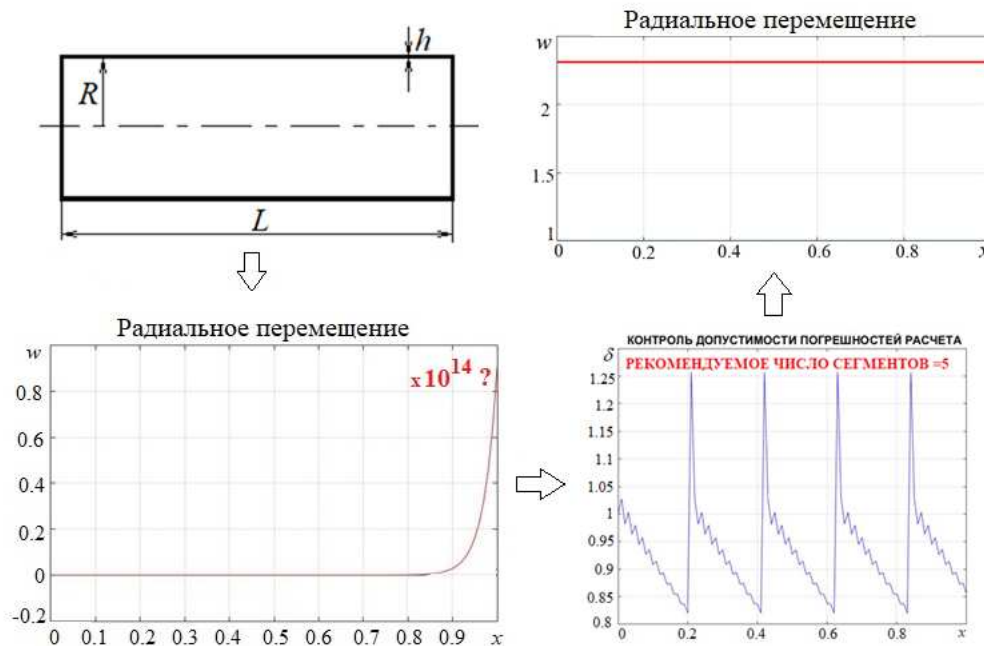 h
R
L
Радиальное перемещение
w
2
1.5
1
0
0.2
0.4
0.6
0.8
x
Радиальное перемещение
w
x 10 14 ?
0.8
0.6
0.4
0.2
0
-0.2
0 0.1 0.2 0.3 0.4 0.5 0.6 0.7 0.8 0.9 x
КОНТРОЛЬ ДОПУСТИМОСТИ ПОГРЕШНОСТЕЙ РАСЧЕТА
δ
РЕКОМЕНДУЕМОЕ ЧИСЛО СЕГМЕНТОВ =5
1.25
1.2
1.15
1.1
1.05
1
0.95
0.9
0.85
0.8
0 0.2 0.4 0.6 0.8 x